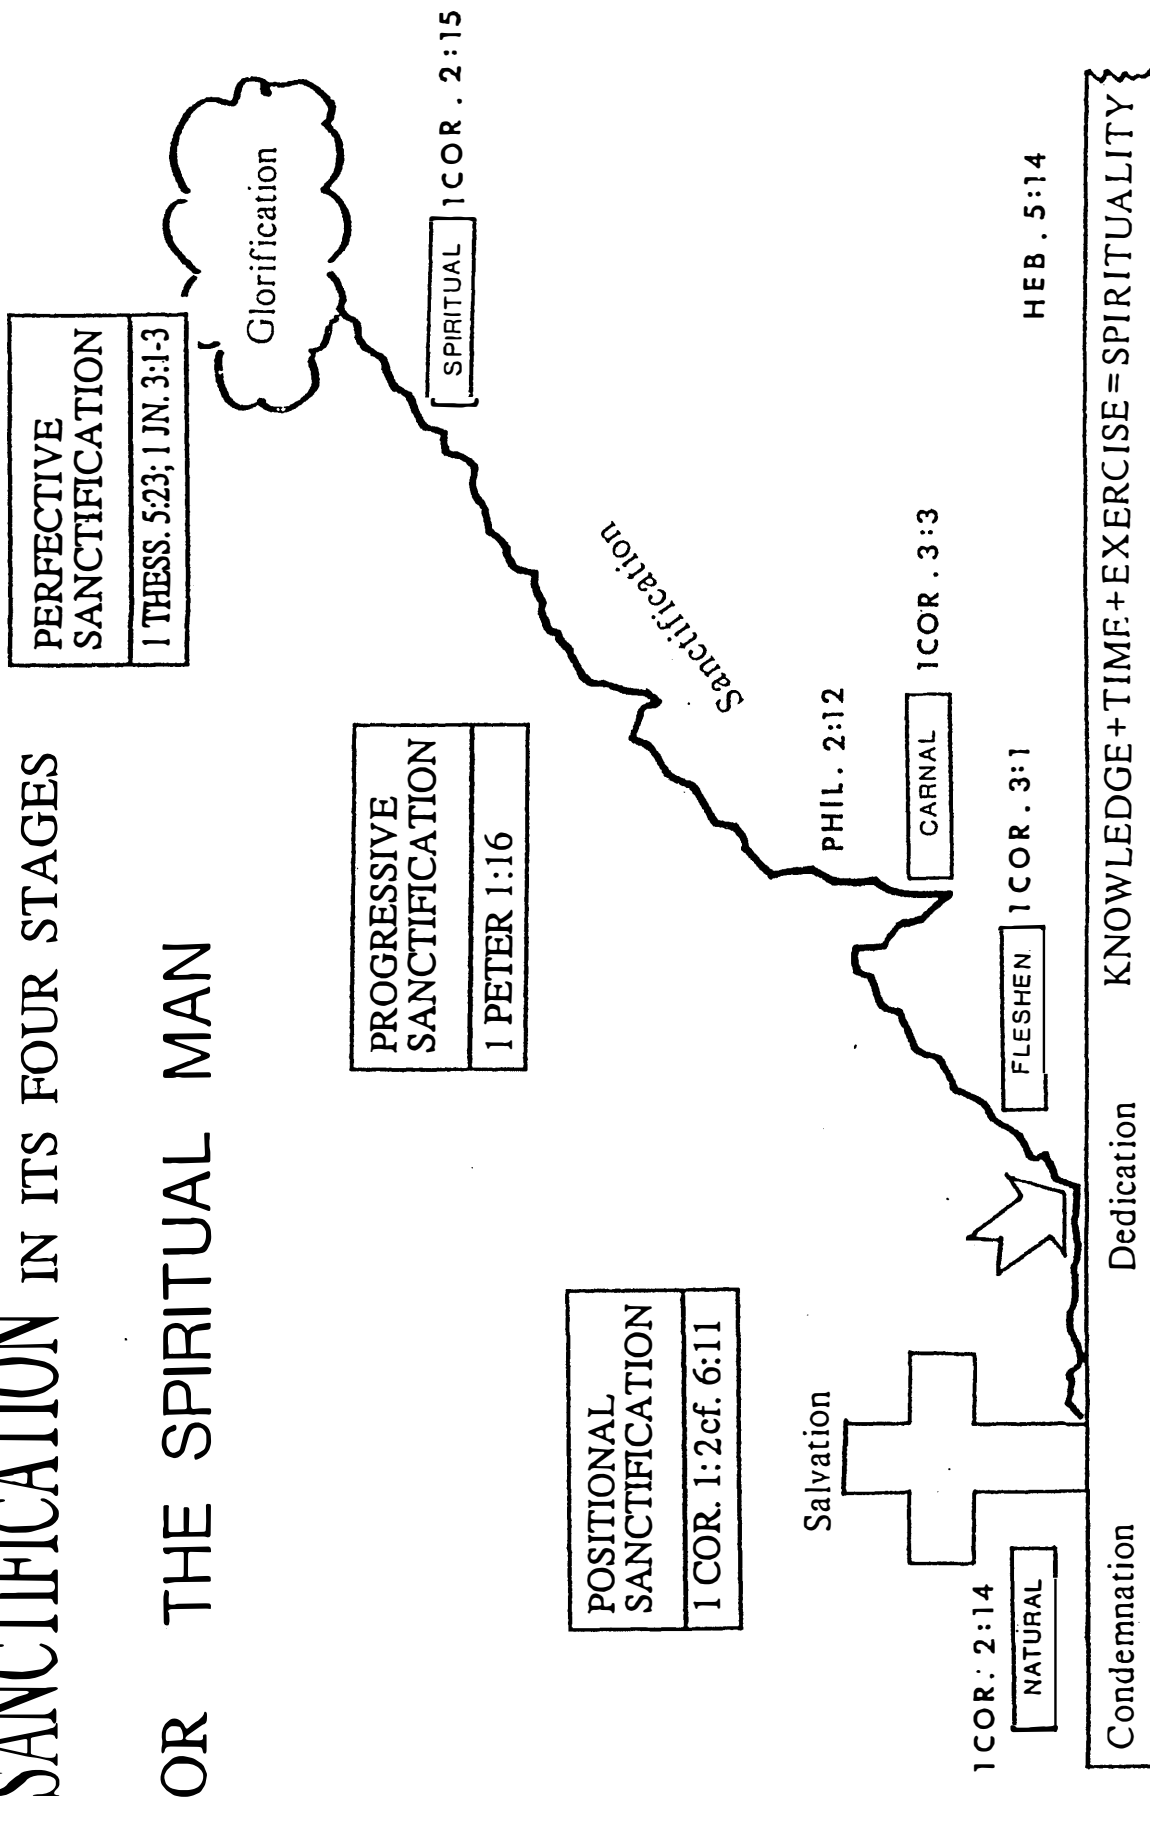 SANCTIFICATION IN ITS FOUR STAGES
OR THE SPIRITUAL MAN
PERFECTIVE
SANCTIFICATION
1 THESS. 5:23; 1 JN. 3:1-3
Glorification
PROGRESSIVE
SANCTIFICATION
1 PETER 1:16
SPIRITUAL 1COR. 2:15
POSITIONAL
SANCTIFICATION
1 COR. 1:2cf. 6:11
Sanctification
Salvation
PHIL. 2:12
CARNAL 1COR. 3:3
1COR. 2:14
NATURAL
FLESHEN 1COR. 3:1
HEB. 5:14
Condemnation Dedication KNOWLEDGE+TIME+EXERCISE=SPIRITUALITY